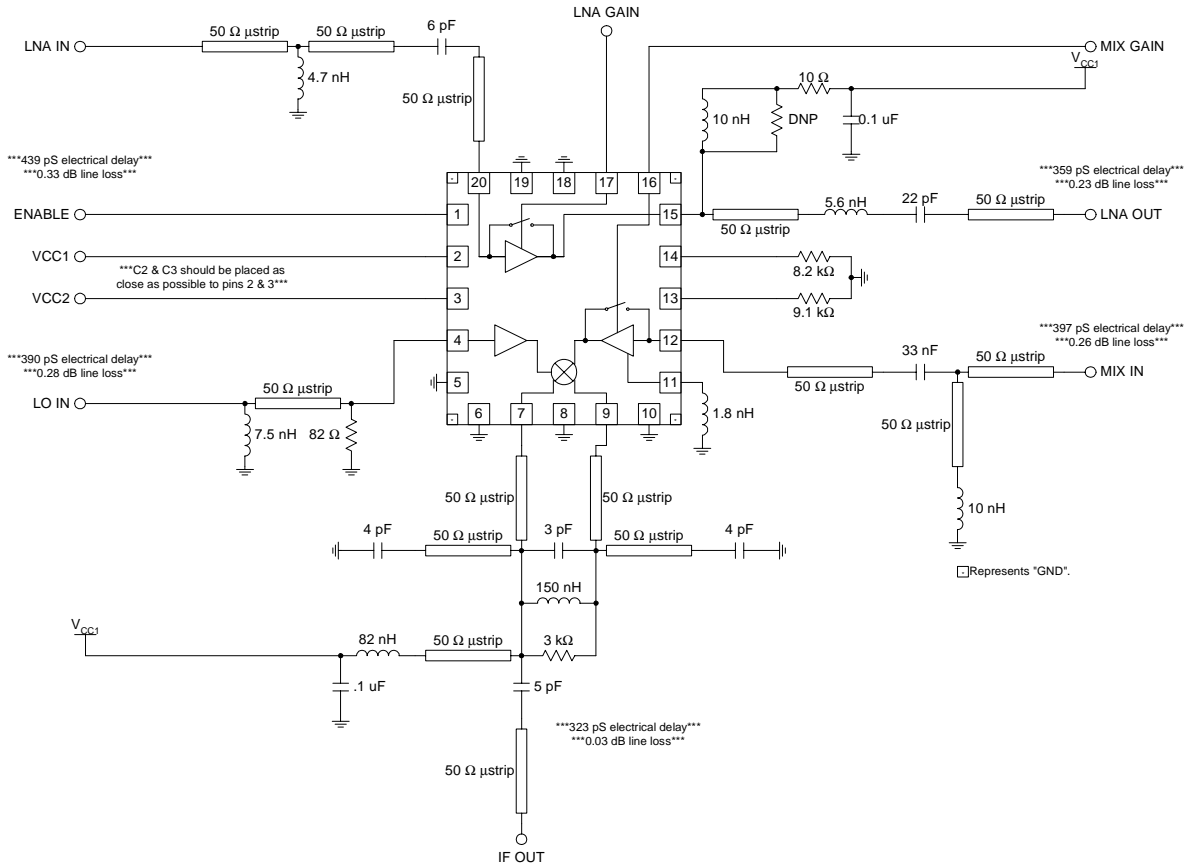 LNA GAIN
LNA IN
50 Ω µstrip
50 Ω µstrip
6 pF
MIX GAIN
4.7 nH
50 Ω µstrip
V_CC1
10 Ω
10 nH
DNP
0.1 uF
***439 pS electrical delay***
***0.33 dB line loss***
***359 pS electrical delay***
***0.23 dB line loss***
20
19
18
17
16
ENABLE
1
15
50 Ω µstrip
5.6 nH
22 pF
50 Ω µstrip
LNA OUT
VCC1
2
14
8.2 kΩ
***C2 & C3 should be placed as
close as possible to pins 2 & 3***
VCC2
3
13
9.1 kΩ
***390 pS electrical delay***
***0.28 dB line loss***
4
12
***397 pS electrical delay***
***0.26 dB line loss***
5
11
LO IN
50 Ω µstrip
7.5 nH
82 Ω
6
7
8
9
10
1.8 nH
50 Ω µstrip
33 nF
50 Ω µstrip
MIX IN
50 Ω µstrip
10 nH
50 Ω µstrip
50 Ω µstrip
4 pF
50 Ω µstrip
3 pF
50 Ω µstrip
4 pF
Represents "GND".
150 nH
V_CC1
82 nH
50 Ω µstrip
3 kΩ
.1 uF
5 pF
***323 pS electrical delay***
***0.03 dB line loss***
50 Ω µstrip
IF OUT